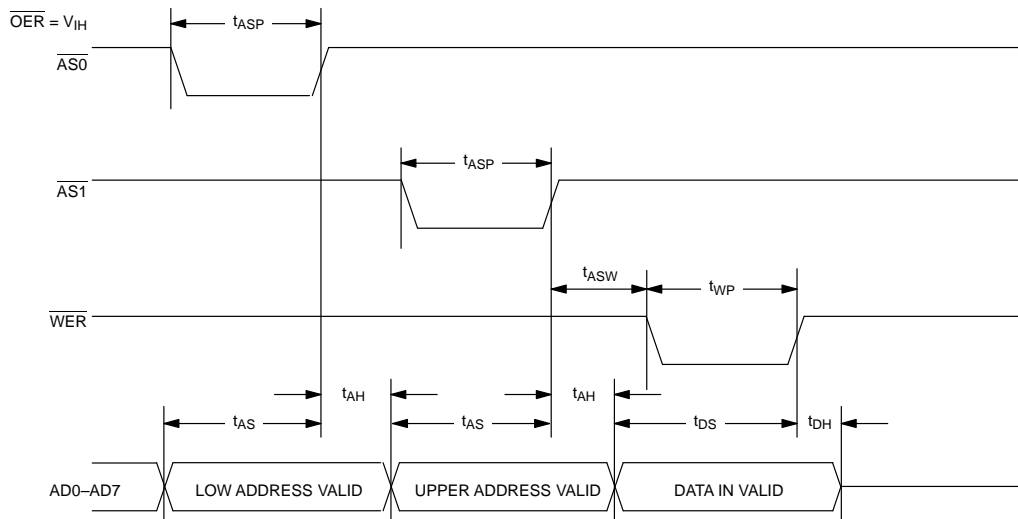 OER = VIH
tASP
AS0
tASP
AS1
tASW
tWP
WER
tAH
tAH
tAS
tAS
tDS
tDH
AD0–AD7
LOW ADDRESS VALID
UPPER ADDRESS VALID
DATA IN VALID